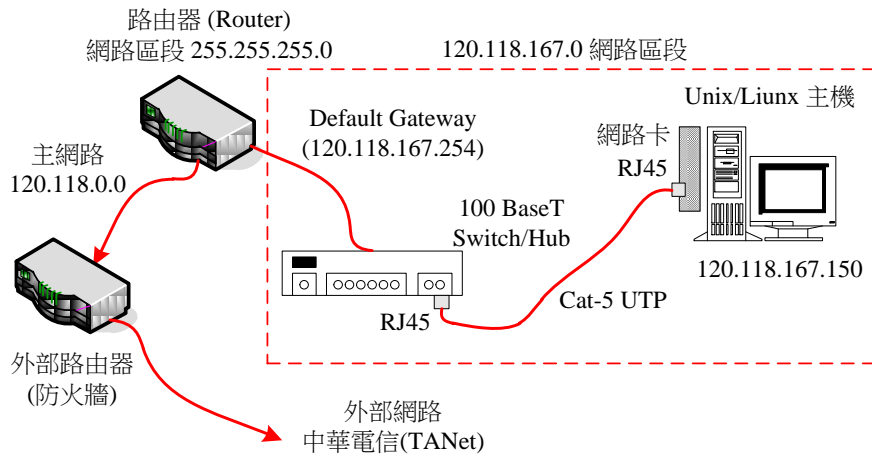 路由器 (Router)
網路區段 255.255.255.0
120.118.167.0 網路區段
Default Gateway
(120.118.167.254)
Unix/Liunx 主機
網路卡
RJ45
主網路
120.118.0.0
100 BaseT
Switch/Hub
120.118.167.150
RJ45
Cat-5 UTP
外部路由器
(防火牆)
外部網路
中華電信(TANet)